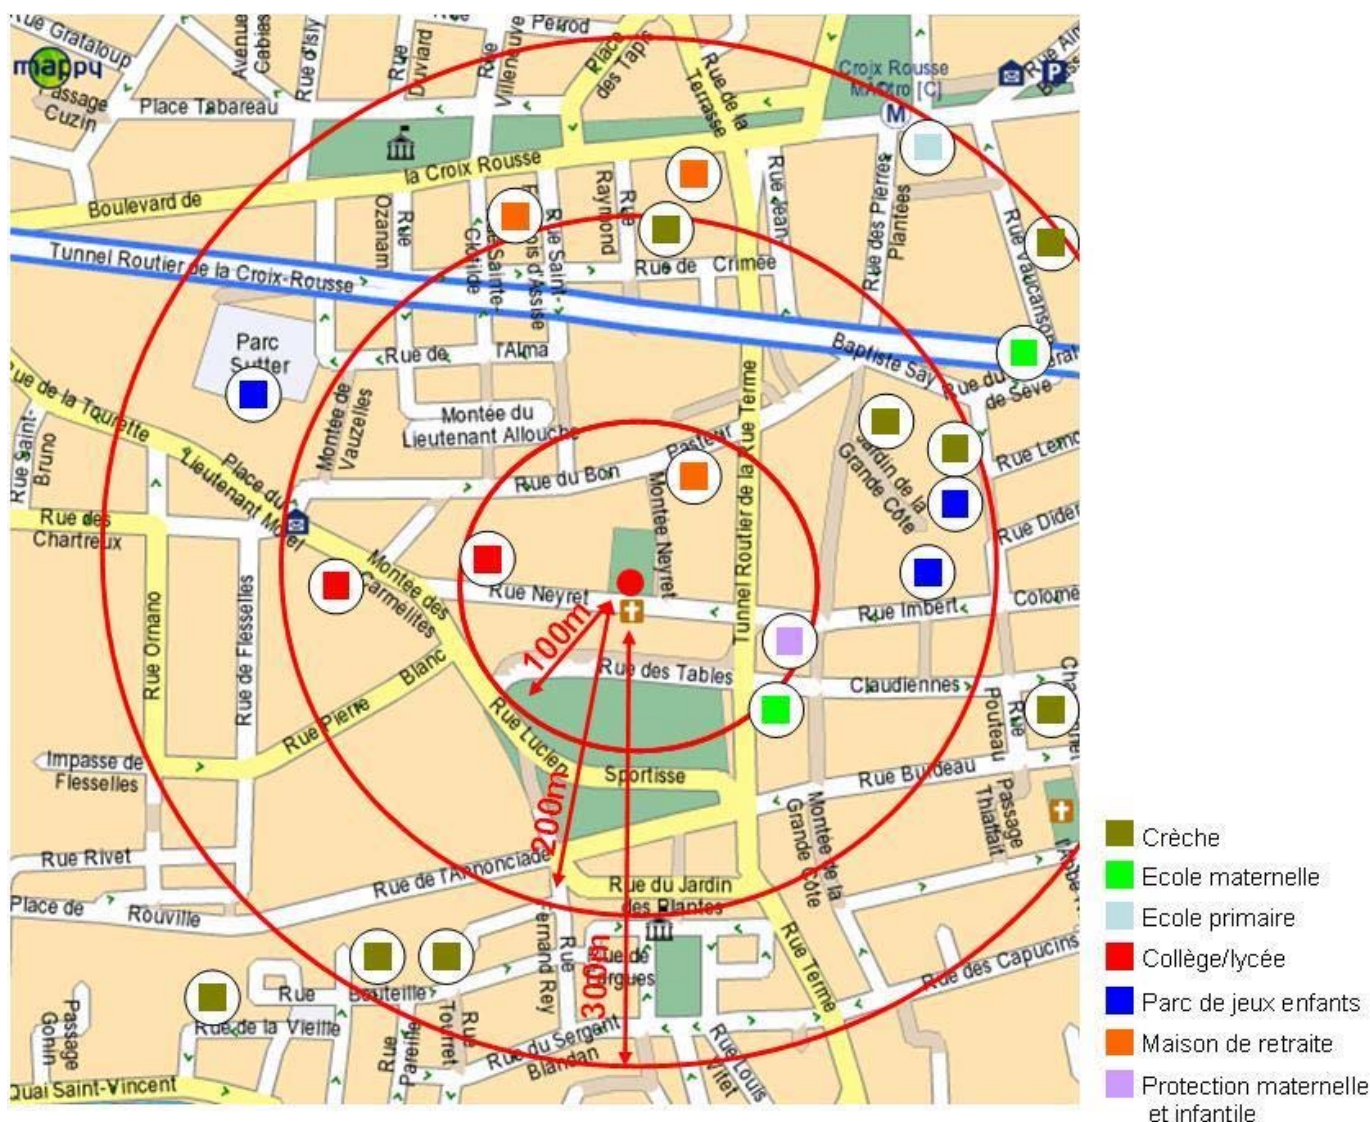 Rue Grataloup
mappy
Passage
Cuzin
Avenue
Cabias
Rue d'Isly
Place Tabareau
Rue
Duviard
Rue
Villeneuve
Perrod
Place
des Tapis
Rue de la
Terrasse
Croix Rousse
[C]
M
P
Boulevard de
la Croix Rousse
Rue
Ozanam
Clotilde
de Sainte-
d'Assise
Rue Saint-
Rue
Raymond
Rue Jean
Rue des Pierres
Plantées
Rue Vaucanson
Tunnel Routier de la Croix-Rousse
Rue de Crimée
Parc
Sutter
Rue de l'Alma
Baptiste Say
Rue du
de Sève
Rue de la Tourette
Rue Saint-
Bruno
Montée de
Vauzelles
Montée du
Lieutenant Allouche
Place du
Lieutenant Morel
Rue du Bon Pasteur
Montée Neyret
Tunnel Routier de la Rue Terme
Jardin de la
Grande Côte
Rue Lemo
Rue Dider
Rue des
Chartreux
Montée des
Carmélites
Rue Neyret
Rue Imbert Colome
100m
Rue Ornano
Rue de Flesselles
Rue Pierre Blanc
Rue des Tables
Claudiennes
Rue
Pouteau
Rue Lucien
Sportisse
Impasse de
Flesselles
200m
Rue Burdeau
Passage
Thiaffait
Montée de la
Grande Côte
Rue Rivet
Rue de l'Annonciade
Rue du Jardin
des Plantes
Place de Rouville
Rue
Fernand Rey
300m
Rue Terme
Rue des Capucins
Rue Bouteille
Passage
Gonin
Rue de la Vieille
Rue
Pareille
Rue
Tourret
Rue du Sergent
Blandan
Rue Louis
Vitet
Quai Saint-Vincent
Crèche
Ecole maternelle
Ecole primaire
Collège/lycée
Parc de jeux enfants
Maison de retraite
Protection maternelle
et infantile